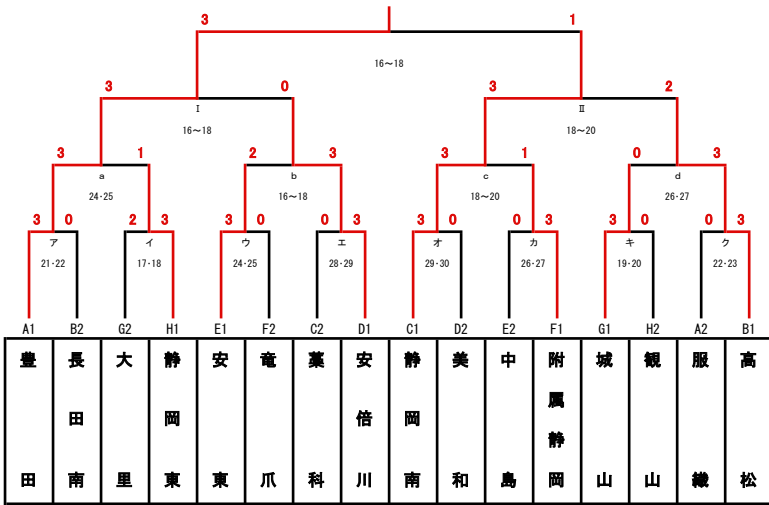 3 1
16~18
3 0 3 2
Ⅰ Ⅱ
16~18 18~20
3 1 2 3 3 1 0 3
a b c d
24・25 16~18 18~20 26・27
3 0 2 3 3 0 0 3 3 0 0 3 3 0 0 3
ア イ ウ エ オ カ キ ク
21・22 17・18 24・25 28・29 29・30 26・27 19・20 22・23
A1 B2 G2 H1 E1 F2 C2 D1 C1 D2 E2 F1 G1 H2 A2 B1
豊田
長田南
大里
静岡東
安東
竜爪
藁科
安倍川
静岡南
美和
中島
附属静岡
城山
観山
服織
高松